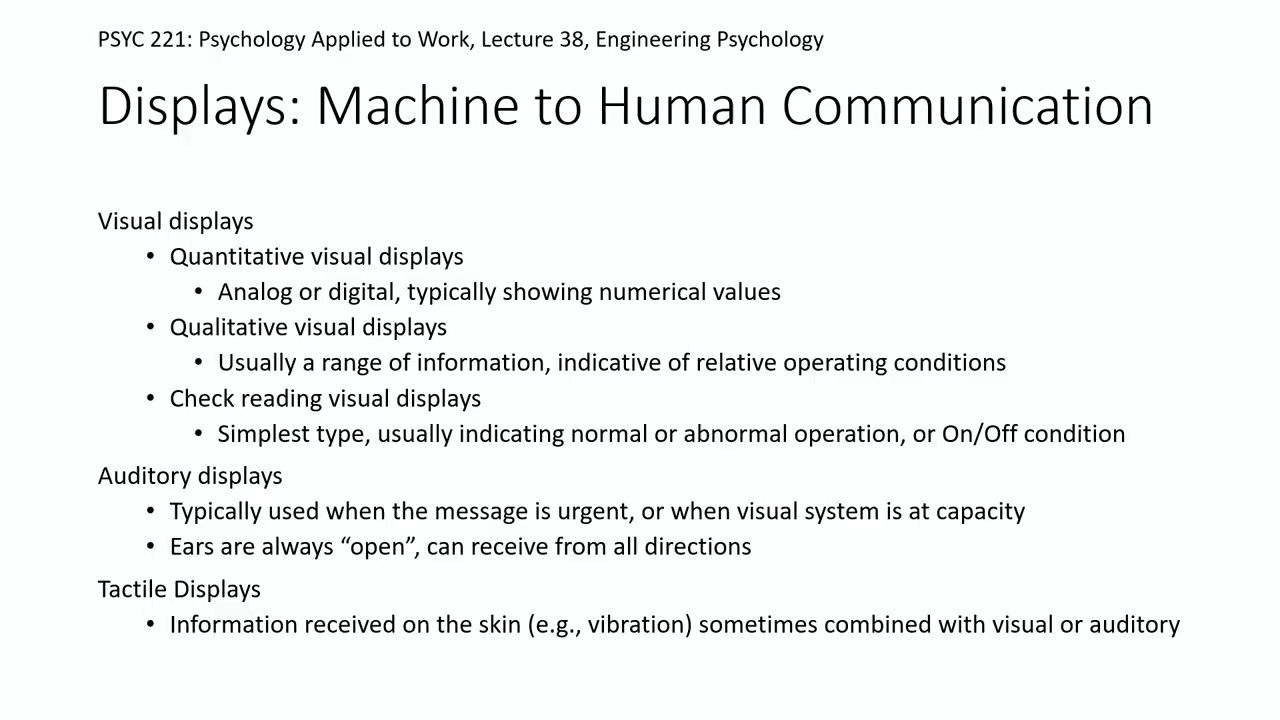 PSYC 221: Psychology Applied to Work, Lecture 38, Engineering Psychology
Displays: Machine to Human Communication
Visual displays
• Quantitative visual displays
• Analog or digital, typically showing numerical values
• Qualitative visual displays
• Usually a range of information, indicative of relative operating conditions
• Check reading visual displays
• Simplest type, usually indicating normal or abnormal operation, or On/Off condition
Auditory displays
• Typically used when the message is urgent, or when visual system is at capacity
• Ears are always “open”, can receive from all directions
Tactile Displays
• Information received on the skin (e.g., vibration) sometimes combined with visual or auditory